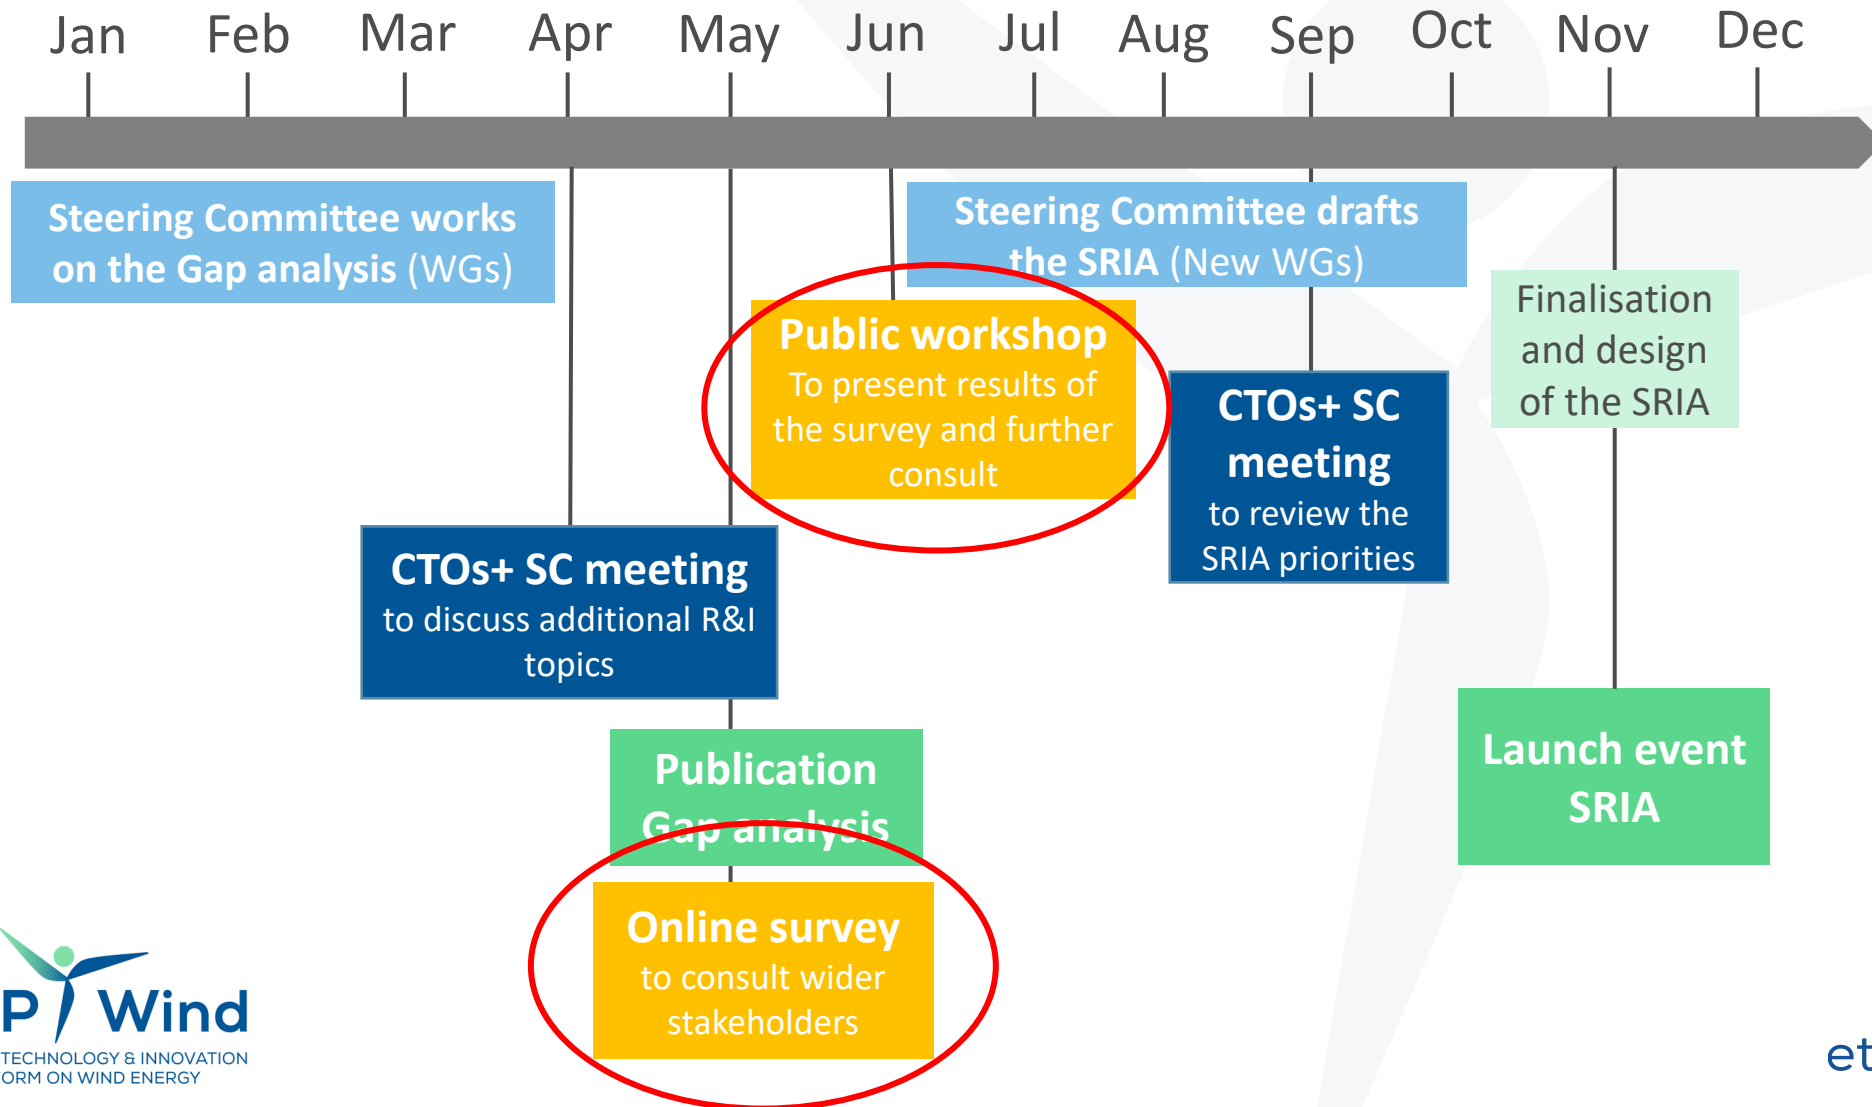 Jan Feb Mar Apr May Jun Jul Aug Sep Oct Nov Dec
Steering Committee works
on the Gap analysis (WGs)
Steering Committee drafts
the SRIA (New WGs)
Public workshop
To present results of
the survey and further
consult
CTOs+ SC
meeting
to review the
SRIA priorities
Finalisation
and design
of the SRIA
CTOs+ SC meeting
to discuss additional R&I
topics
Publication
Gap analysis
Online survey
to consult wider
stakeholders
Launch event
SRIA
P Wind
TECHNOLOGY & INNOVATION
FORM ON WIND ENERGY
et